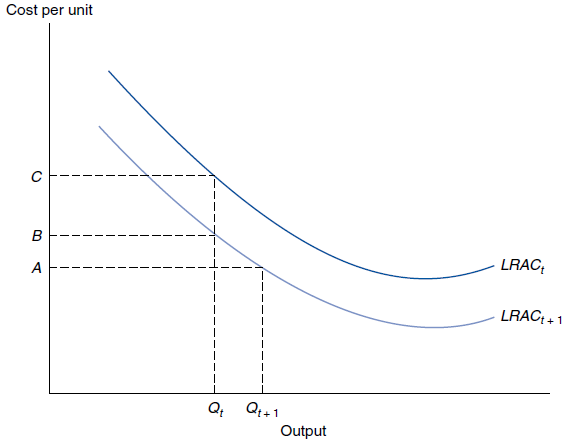 Cost per unit
C
B
A
LRACt
LRACt + 1
Qt
Qt + 1
Output